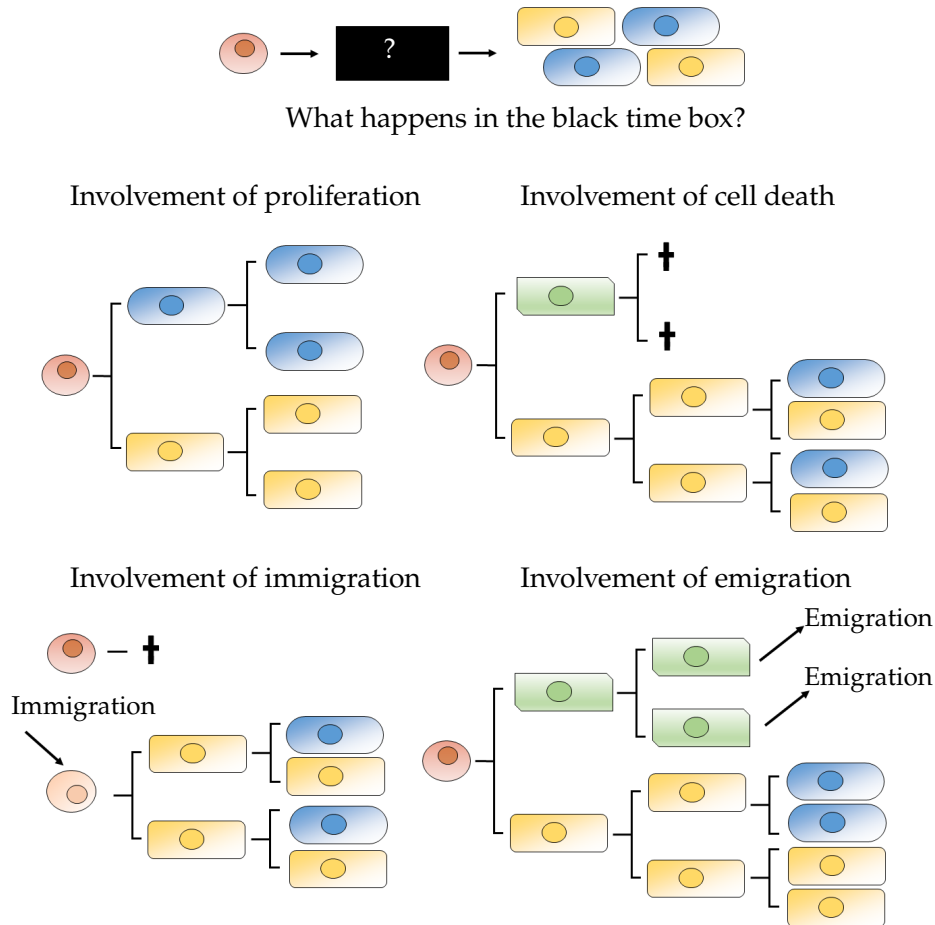 ?
What happens in the black time box?
Involvement of proliferation
Involvement of cell death
Involvement of immigration
Involvement of emigration
Immigration
Emigration
Emigration